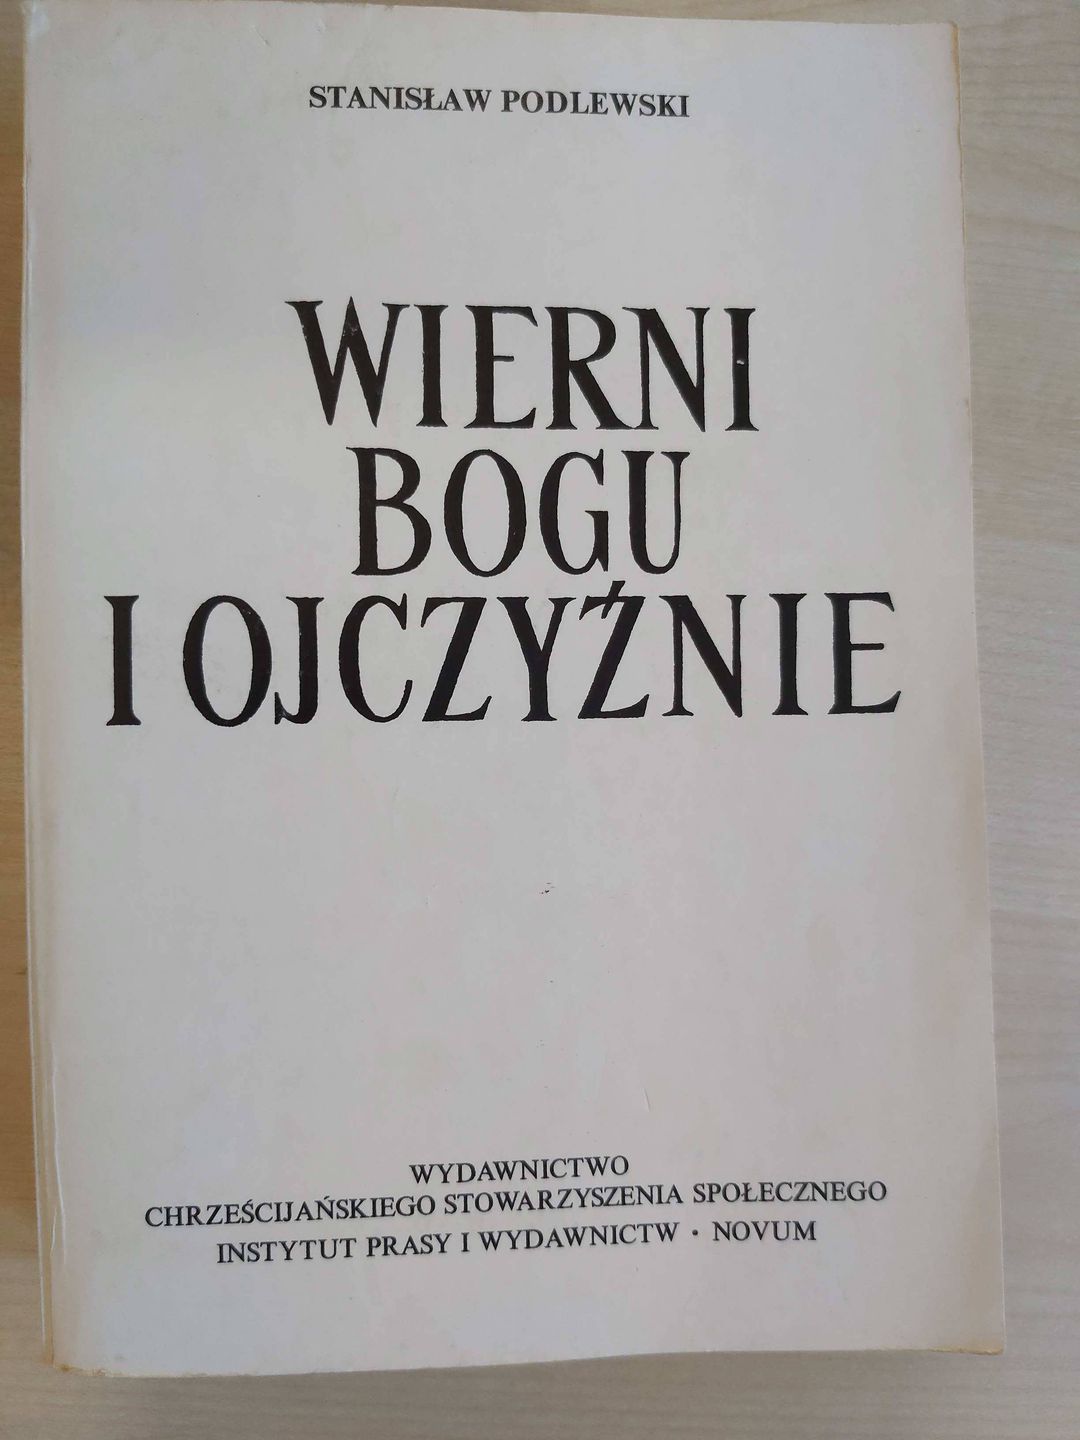 STANISŁAW PODLEWSKI
WIERNI
BOGU
I OJCZYŹNIE
WYDAWNICTWO
CHRZEŚCIJAŃSKIEGO STOWARZYSZENIA SPOŁECZNEGO
INSTYTUT PRASY I WYDAWNICTW · NOVUM